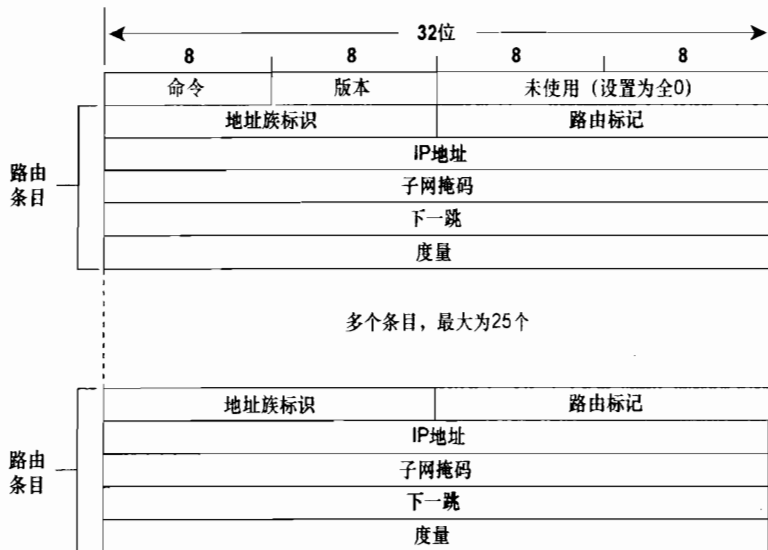 32位
8 8 8 8
命令 版本 未使用（设置为全0）
地址族标识 路由标记
IP地址
子网掩码
下一跳
度量
路由
条目
多个条目，最大为25个
地址族标识 路由标记
IP地址
子网掩码
下一跳
度量
路由
条目